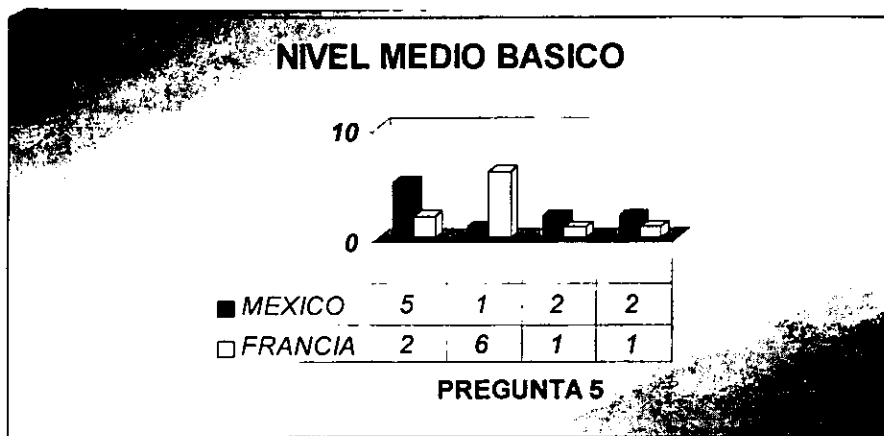 NIVEL MEDIO BASICO
10
0
MEXICO 5 1 2 2
FRANCIA 2 6 1 1
PREGUNTA 5